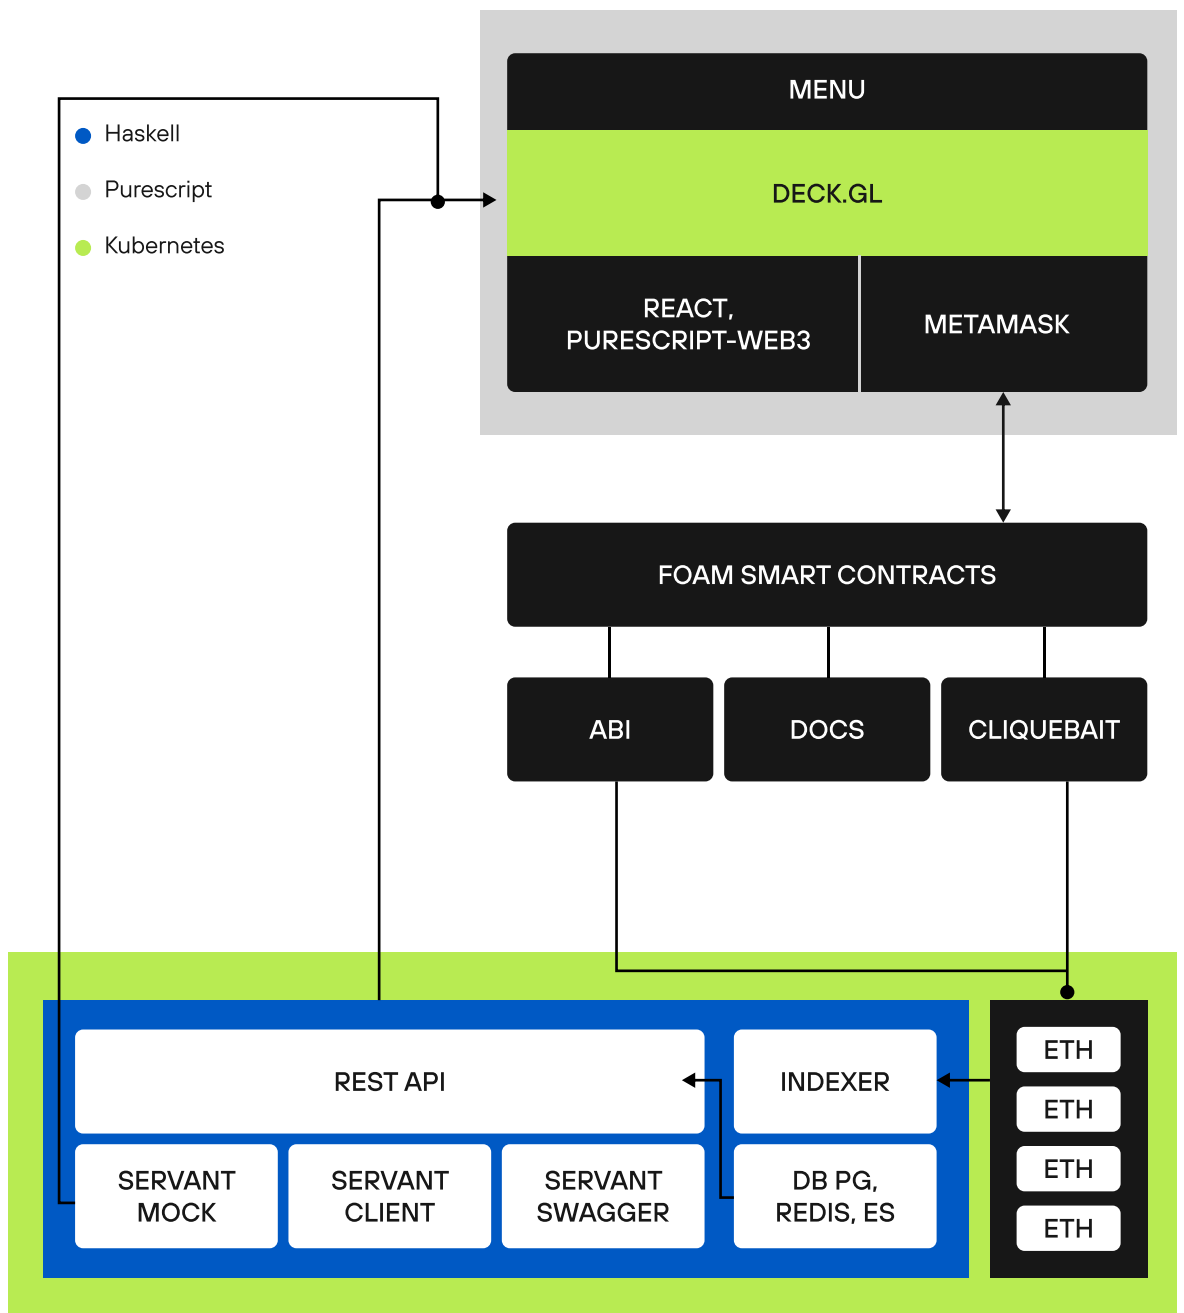 Haskell
Purescript
Kubernetes
MENU
DECK.GL
REACT,
PURESCRIPT-WEB3
METAMASK
FOAM SMART CONTRACTS
ABI
DOCS
CLIQUEBAIT
REST API
INDEXER
SERVANT
MOCK
SERVANT
CLIENT
SERVANT
SWAGGER
DB PG,
REDIS, ES
ETH
ETH
ETH
ETH